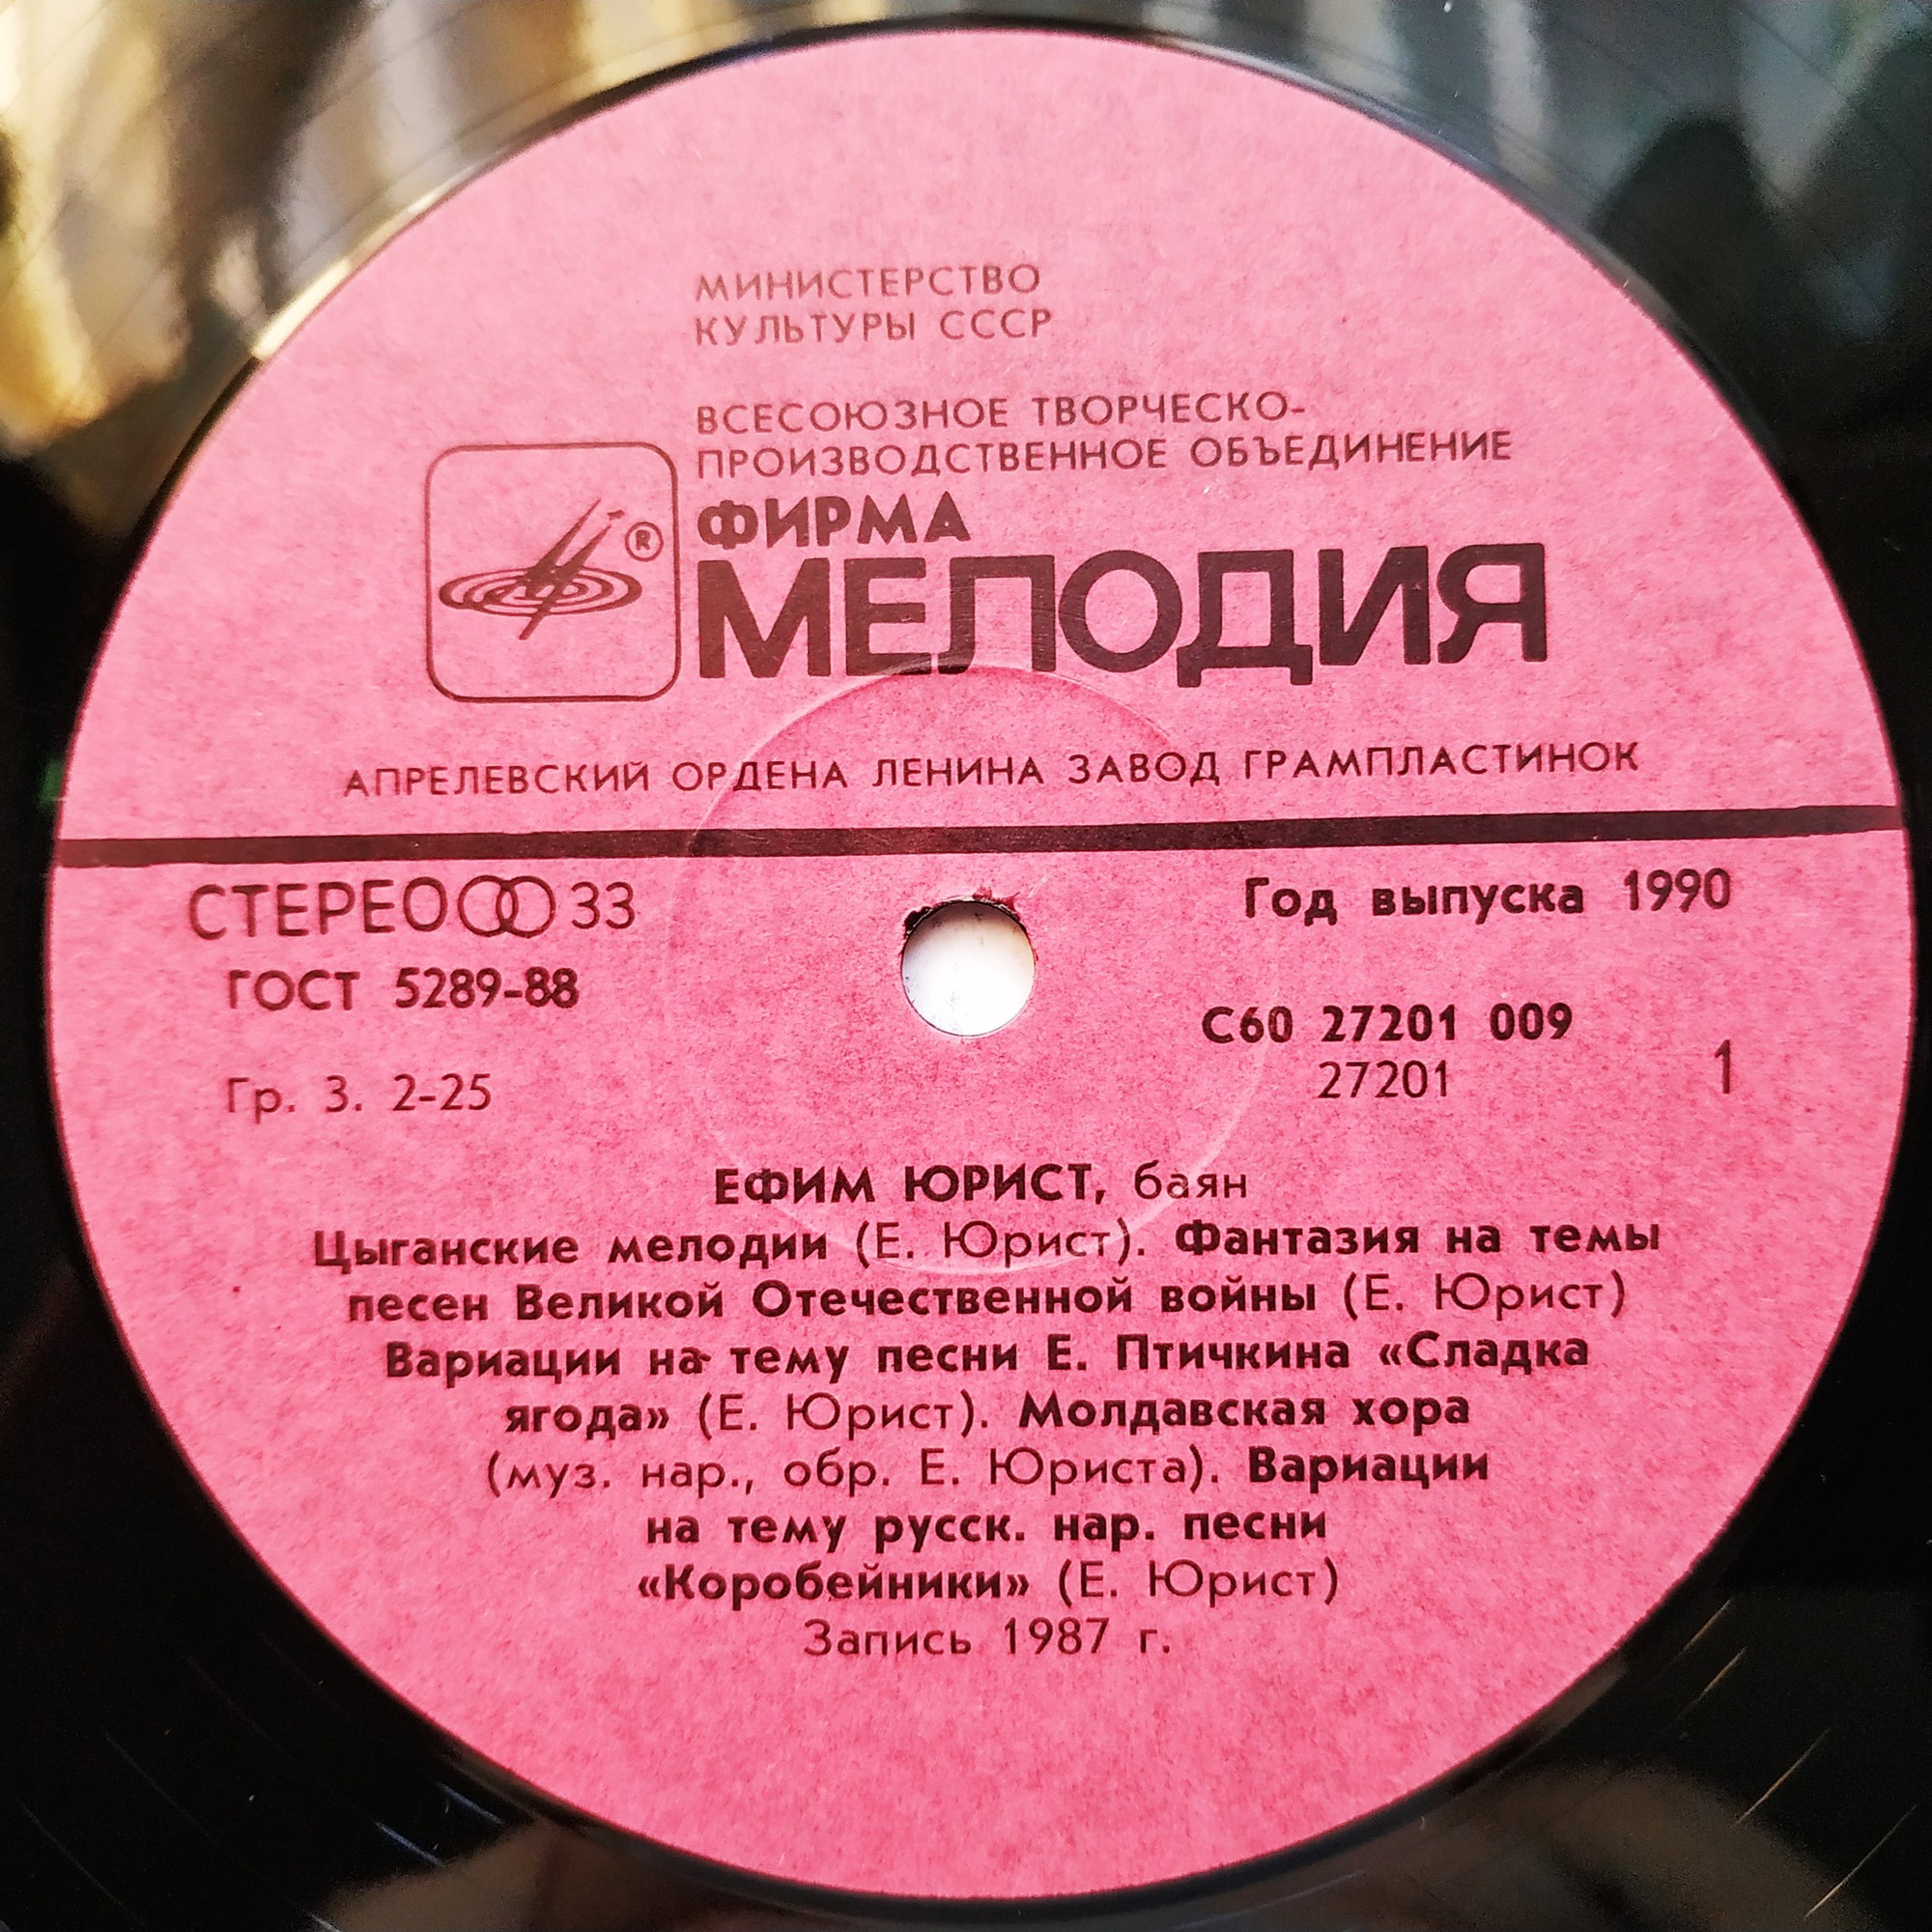 МИНИСТЕРСТВО
КУЛЬТУРЫ СССР
ВСЕСОЮЗНОЕ ТВОРЧЕСКО-
ПРОИЗВОДСТВЕННОЕ ОБЪЕДИНЕНИЕ
ФИРМА
®
МЕЛОДИЯ
АПРЕЛЕВСКИЙ ОРДЕНА ЛЕНИНА ЗАВОД ГРАМПЛАСТИНОК
СТЕРЕО 33
Год выпуска 1990
ГОСТ 5289-88
С60 27201 009
Гр. 3. 2-25
27201
1
ЕФИМ ЮРИСТ, баян
Цыганские мелодии (Е. Юрист). Фантазия на темы
песен Великой Отечественной войны (Е. Юрист)
Вариации на тему песни Е. Птичкина «Сладка
ягода» (Е. Юрист). Молдавская хора
(муз. нар., обр. Е. Юриста). Вариации
на тему русск. нар. песни
«Коробейники» (Е. Юрист)
Запись 1987 г.